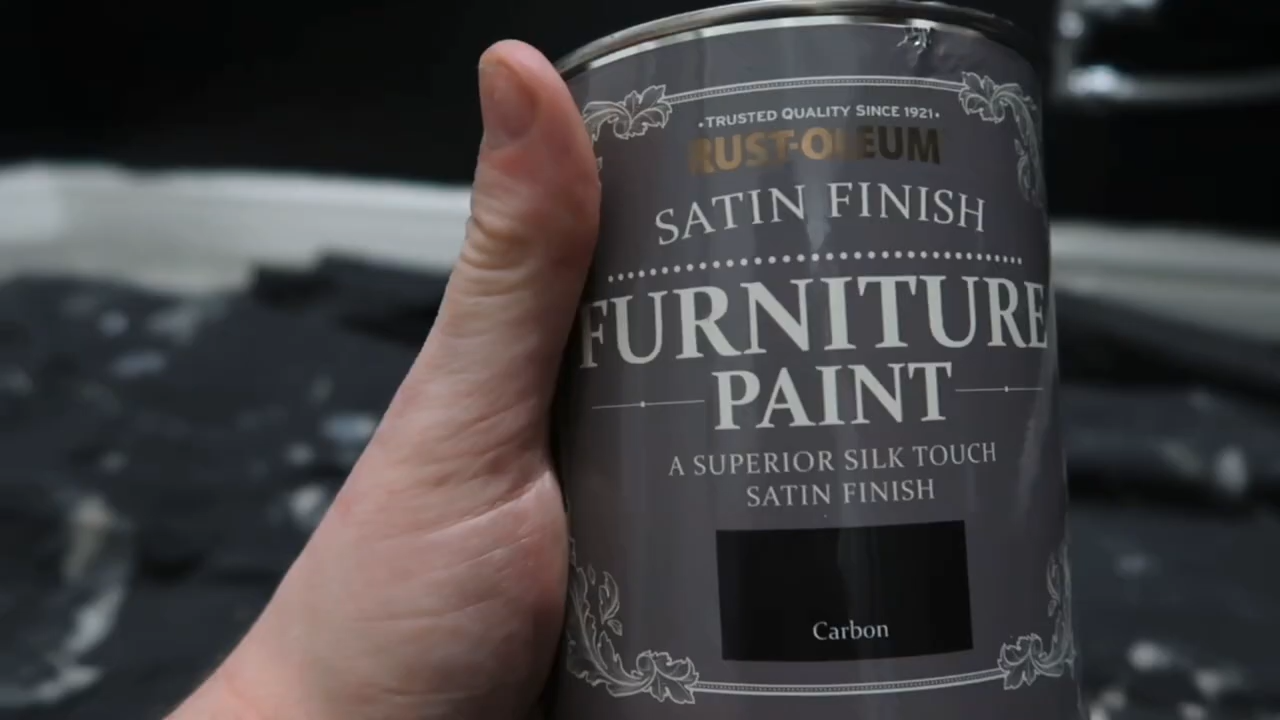 •TRUSTED QUALITY SINCE 1921•
RUST-OLEUM
SATIN FINISH
FURNITURE
PAINT
A SUPERIOR SILK TOUCH
SATIN FINISH
Carbon